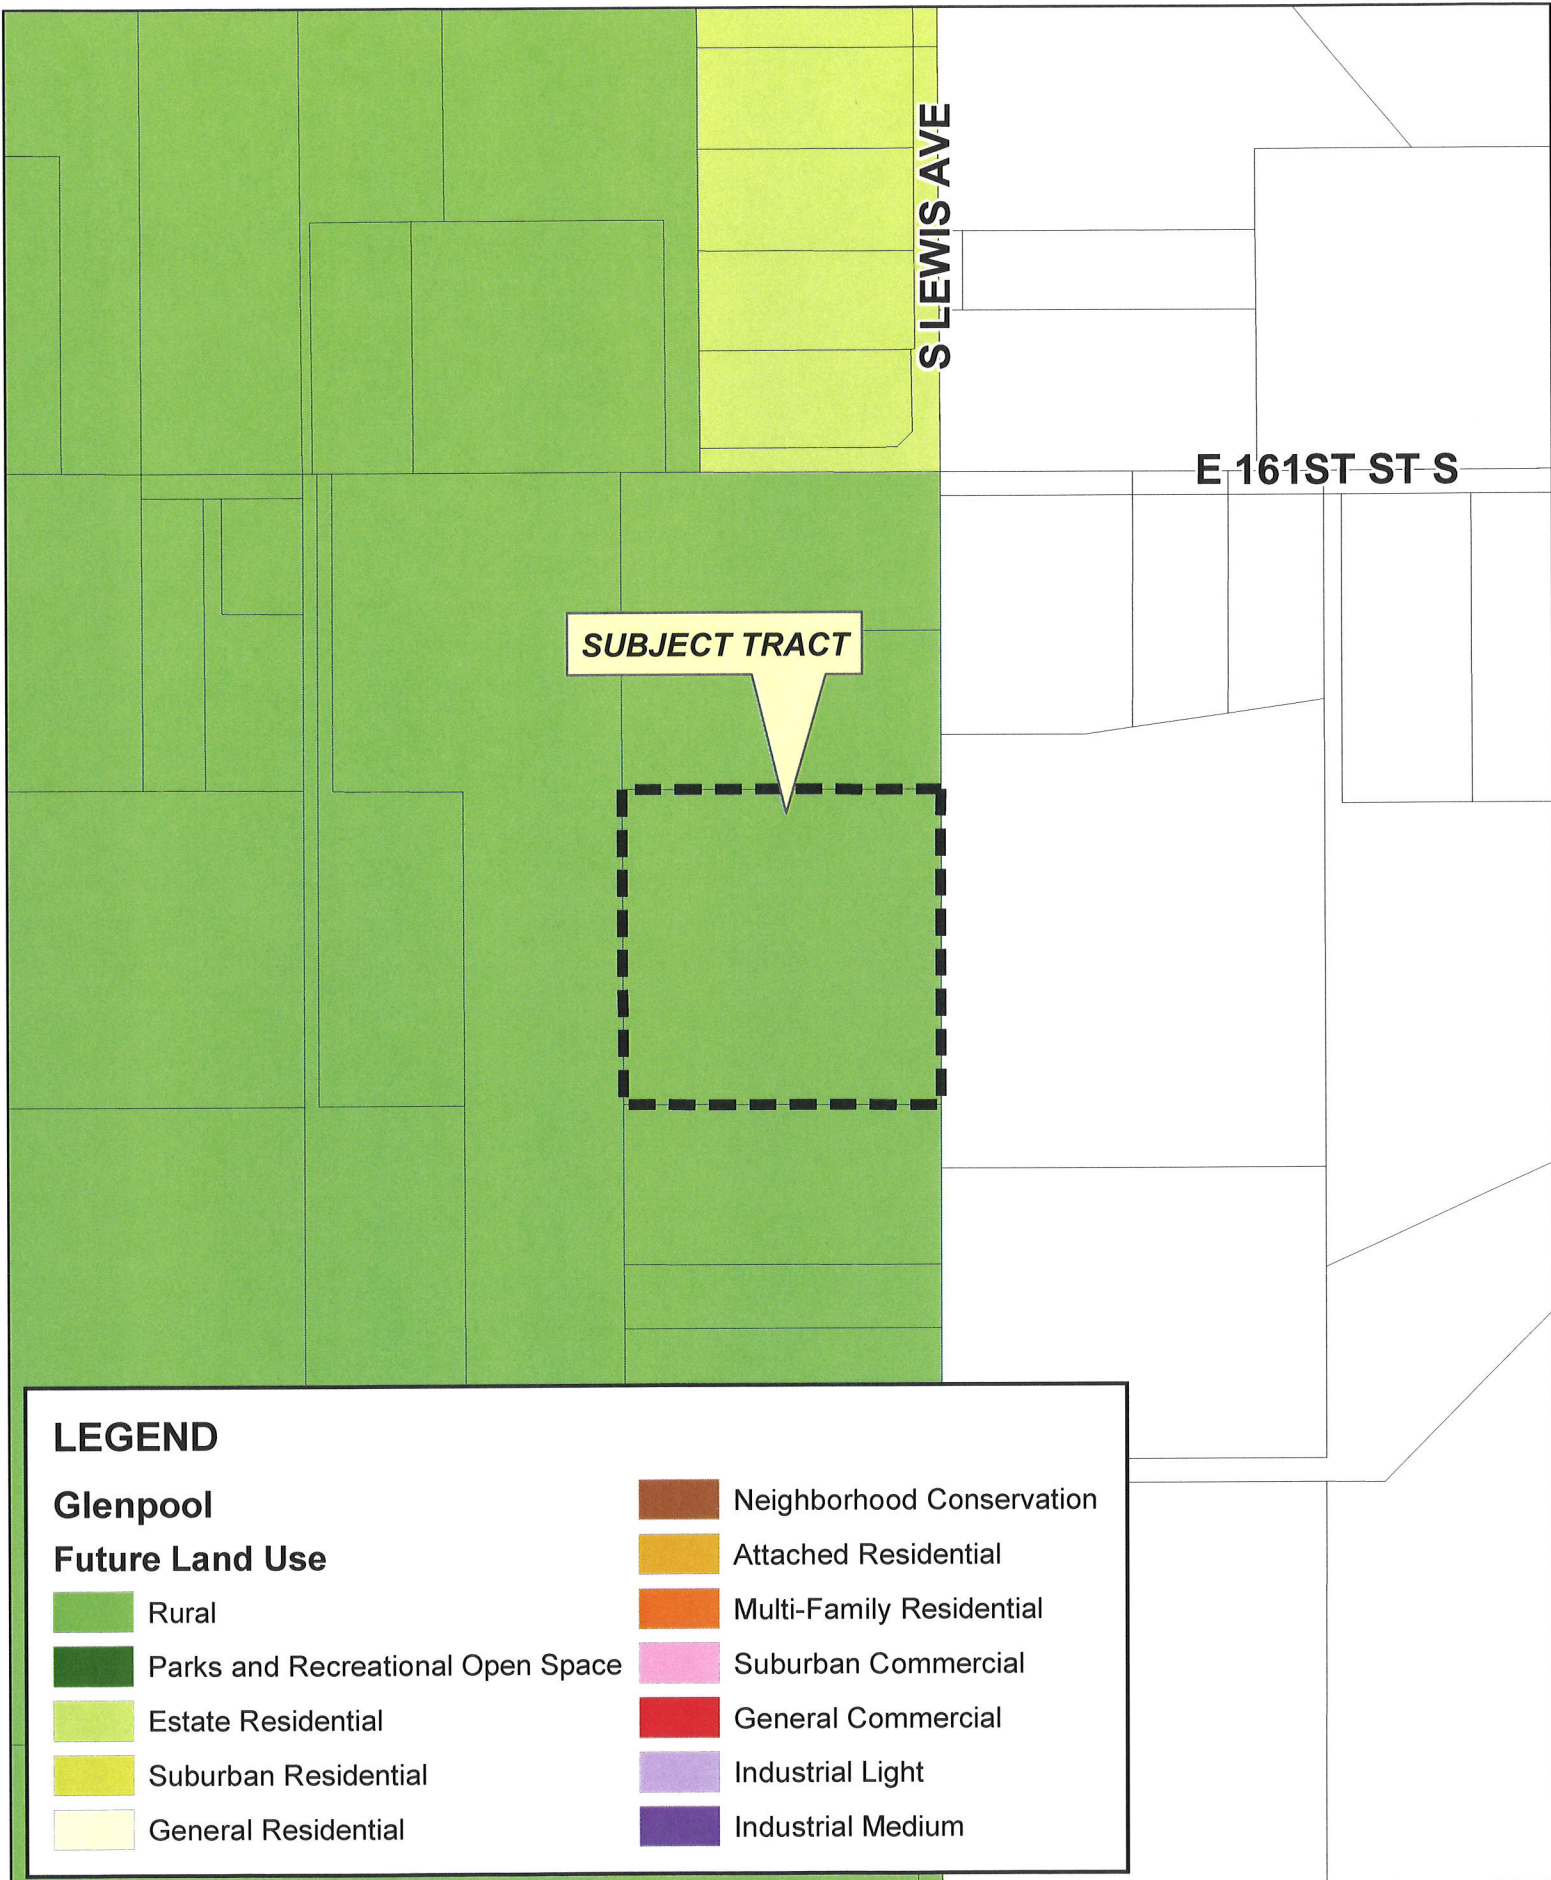 S LEWIS AVE
E 161ST ST S
SUBJECT TRACT
LEGEND
Glenpool
Future Land Use
Rural
Parks and Recreational Open Space
Estate Residential
Suburban Residential
General Residential
Neighborhood Conservation
Attached Residential
Multi-Family Residential
Suburban Commercial
General Commercial
Industrial Light
Industrial Medium